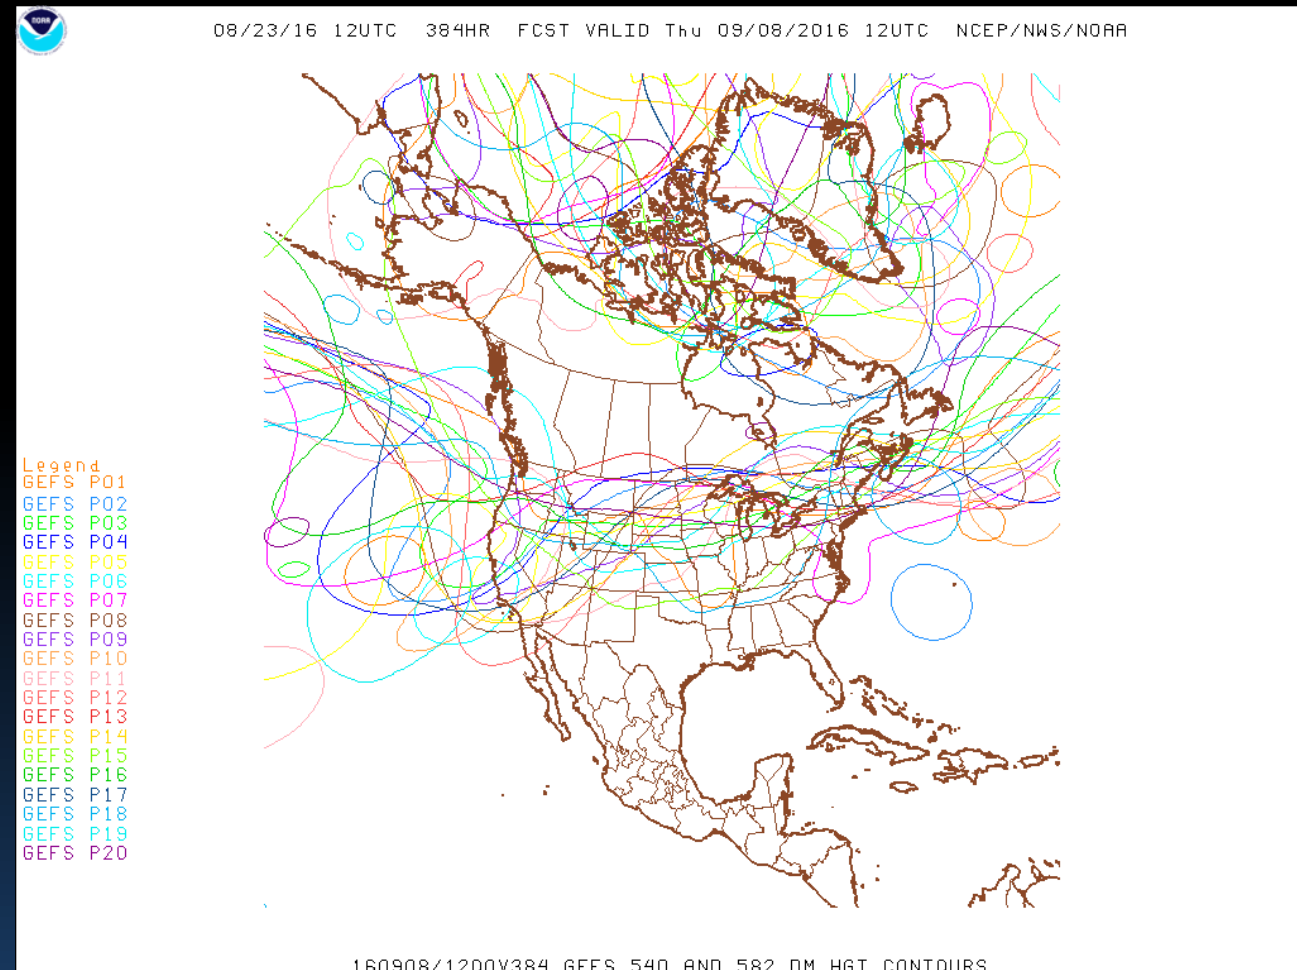 NOAA
08/23/16 12UTC 384HR FCST VALID Thu 09/08/2016 12UTC NCEP/NWS/NOAA
Legend
GEFS P01
GEFS P02
GEFS P03
GEFS P04
GEFS P05
GEFS P06
GEFS P07
GEFS P08
GEFS P09
GEFS P10
GEFS P11
GEFS P12
GEFS P13
GEFS P14
GEFS P15
GEFS P16
GEFS P17
GEFS P18
GEFS P19
GEFS P20
160908/1200V384 GEFS 540 AND 582 DM HGT CONTOURS